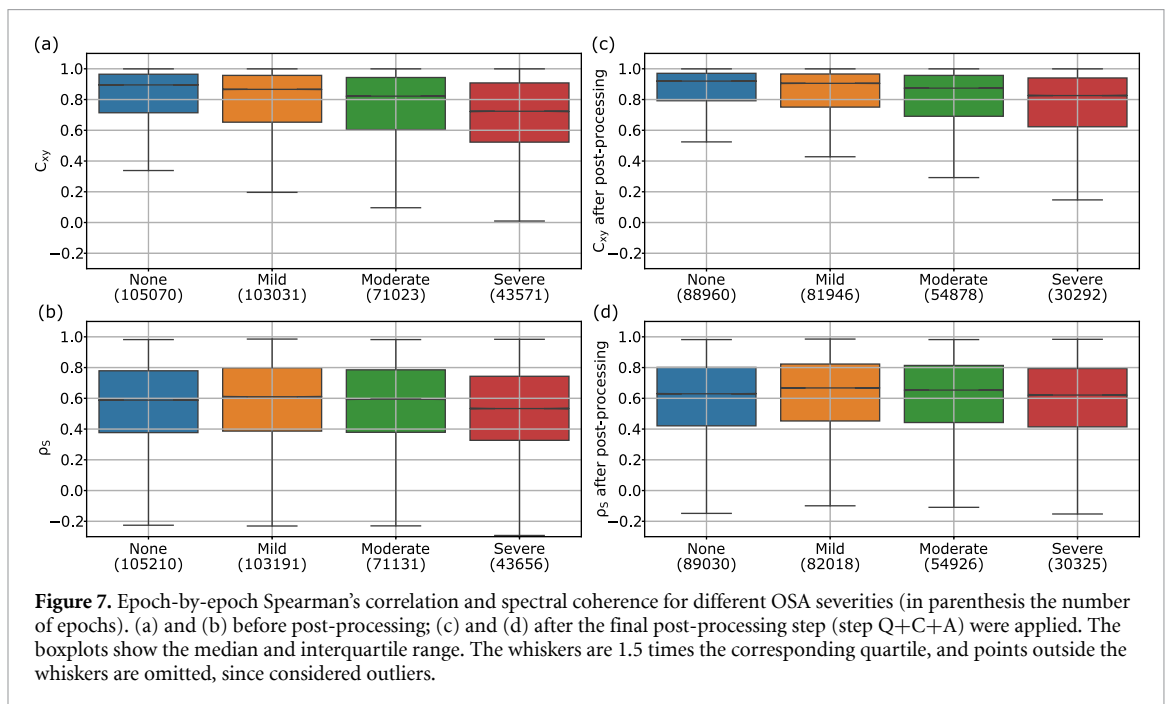 (a)
1.0
0.8
0.6
0.4
0.2
0.0
−0.2
Cxy
None Mild Moderate Severe
(105070) (103031) (71023) (43571)
(c)
1.0
0.8
0.6
0.4
0.2
0.0
−0.2
Cxy after post-processing
None Mild Moderate Severe
(88960) (81946) (54878) (30292)
(b)
1.0
0.8
0.6
0.4
0.2
0.0
−0.2
ρs
None Mild Moderate Severe
(105210) (103191) (71131) (43656)
(d)
1.0
0.8
0.6
0.4
0.2
0.0
−0.2
ρs after post-processing
None Mild Moderate Severe
(89030) (82018) (54926) (30325)
Figure 7. Epoch-by-epoch Spearman's correlation and spectral coherence for different OSA severities (in parenthesis the number
of epochs). (a) and (b) before post-processing; (c) and (d) after the final post-processing step (step Q+C+A) were applied. The
boxplots show the median and interquartile range. The whiskers are 1.5 times the corresponding quartile, and points outside the
whiskers are omitted, since considered outliers.